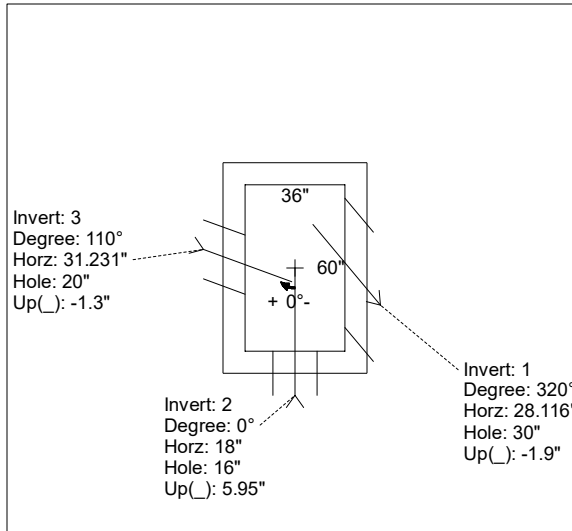 36"
60"
+ 0°-
Invert: 3
Degree: 110°
Horz: 31.231"
Hole: 20"
Up(_): -1.3"
Invert: 2
Degree: 0°
Horz: 18"
Hole: 16"
Up(_): 5.95"
Invert: 1
Degree: 320°
Horz: 28.116"
Hole: 30"
Up(_): -1.9"